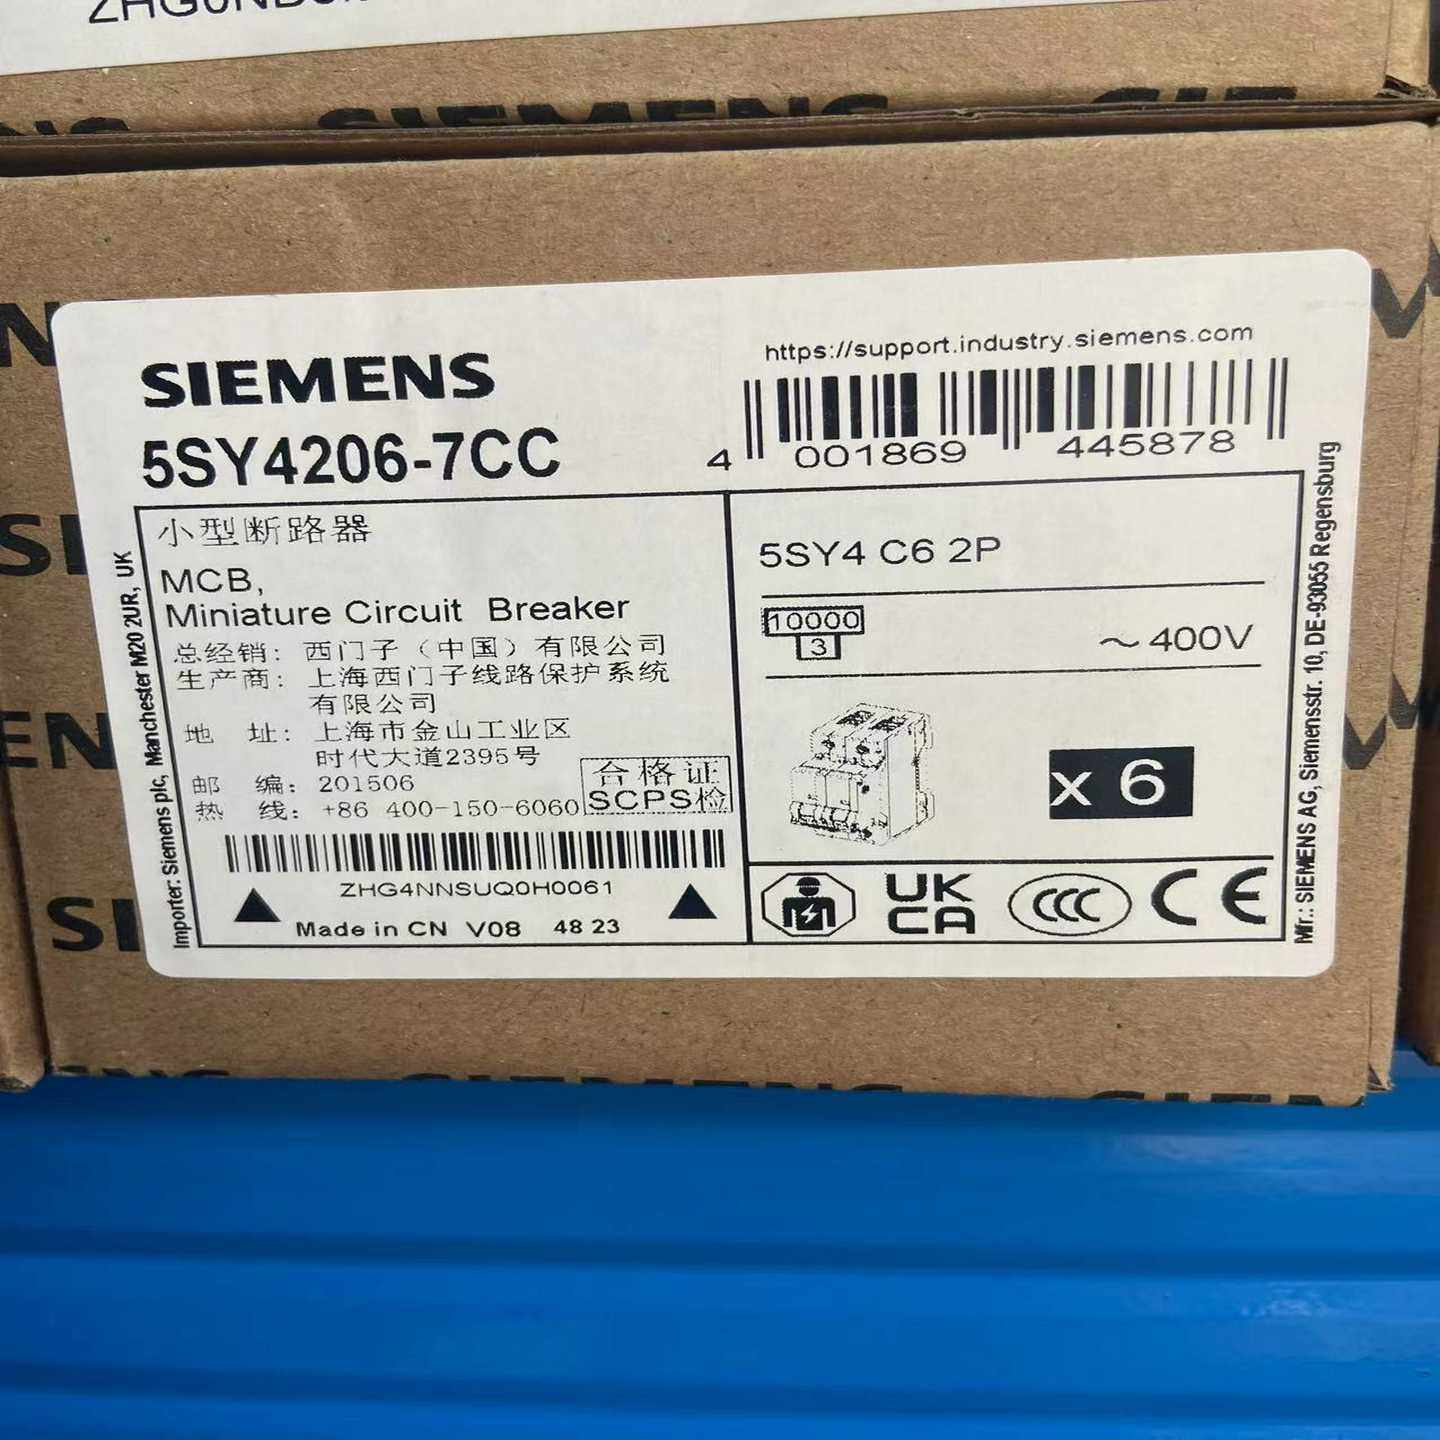 SIEMENS
SIEMENS
5SY4206-7CC
https://support.industry.siemens.com
4 001869 445878
小型断路器
MCB,
Miniature Circuit Breaker
总经销: 西门子（中国）有限公司
生产商: 上海西门子线路保护系统
有限公司
地 址: 上海市金山工业区
时代大道2395号
邮 编: 201506
热 线: +86 400-150-6060
合格证
SCPS检
ZHG4NNSUQ0H0061
Made in CN V08 48 23
5SY4 C6 2P
10000
3
~400V
x 6
UK
CA
CCC
CE
Importer: Siemens plc, Manchester M20 2UR, UK
Mfr.: SIEMENS AG, Siemensstr. 10, DE-93055 Regensburg